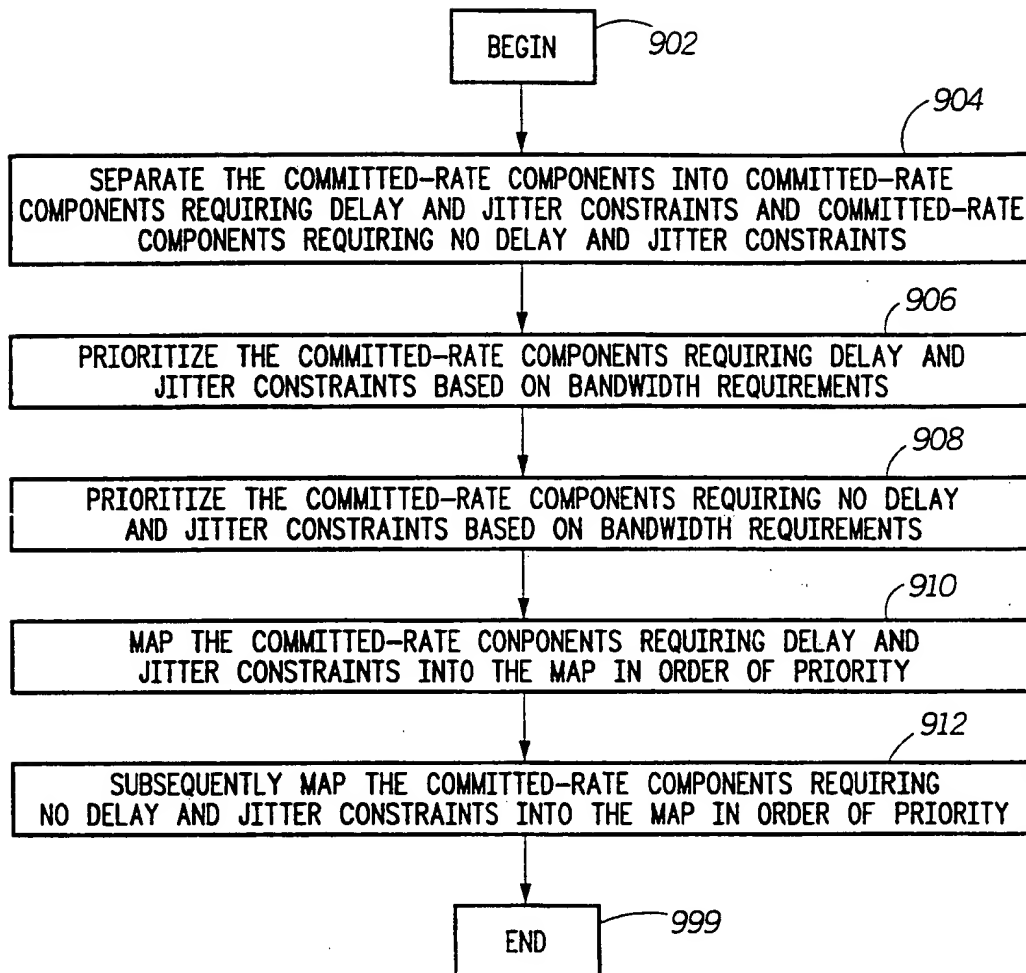 BEGIN
902
904
SEPARATE THE COMMITTED-RATE COMPONENTS INTO COMMITTED-RATE
COMPONENTS REQUIRING DELAY AND JITTER CONSTRAINTS AND COMMITTED-RATE
COMPONENTS REQUIRING NO DELAY AND JITTER CONSTRAINTS
906
PRIORITIZE THE COMMITTED-RATE COMPONENTS REQUIRING DELAY AND
JITTER CONSTRAINTS BASED ON BANDWIDTH REQUIREMENTS
908
PRIORITIZE THE COMMITTED-RATE COMPONENTS REQUIRING NO DELAY
AND JITTER CONSTRAINTS BASED ON BANDWIDTH REQUIREMENTS
910
MAP THE COMMITTED-RATE CONPONENTS REQUIRING DELAY AND
JITTER CONSTRAINTS INTO THE MAP IN ORDER OF PRIORITY
912
SUBSEQUENTLY MAP THE COMMITTED-RATE COMPONENTS REQUIRING
NO DELAY AND JITTER CONSTRAINTS INTO THE MAP IN ORDER OF PRIORITY
END
999